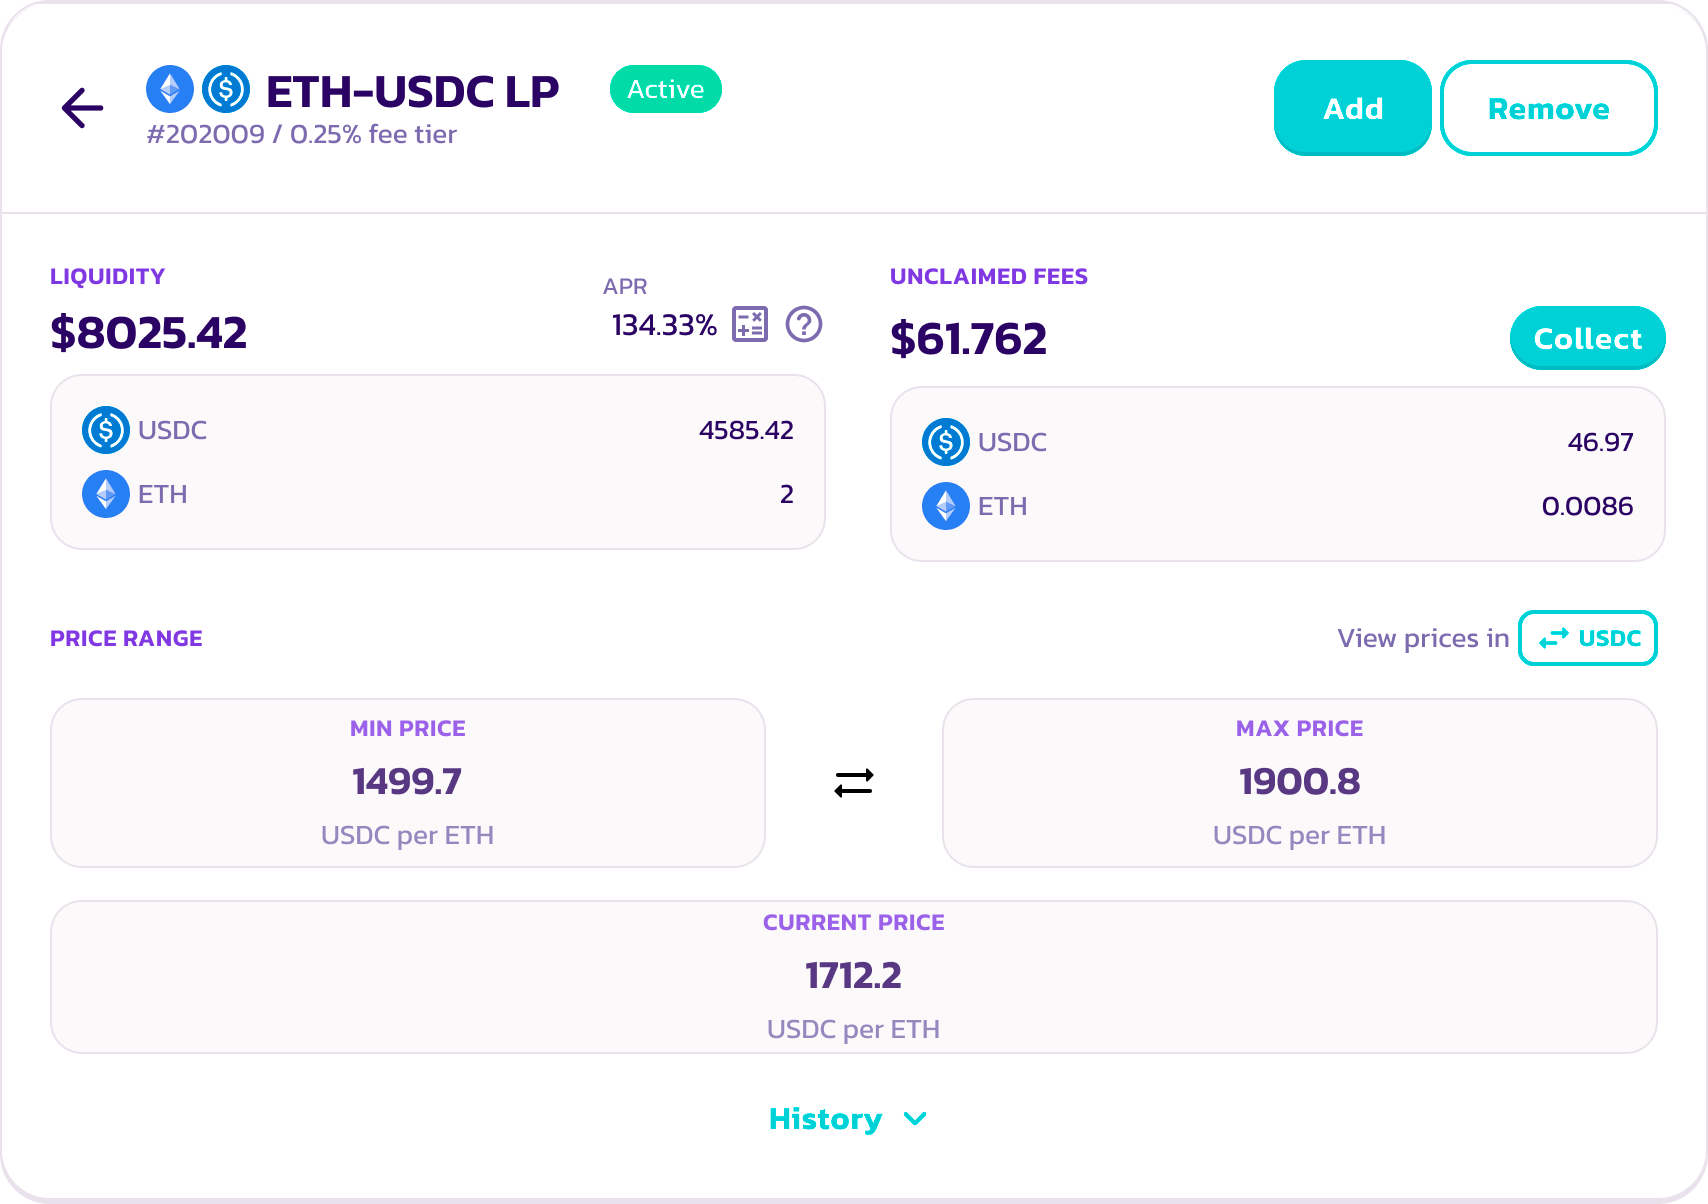 ETH-USDC LP
Active
#202009 / 0.25% fee tier
Add
Remove
LIQUIDITY
$8025.42
APR
134.33%
USDC 4585.42
ETH 2
UNCLAIMED FEES
$61.762
Collect
USDC 46.97
ETH 0.0086
PRICE RANGE
View prices in USDC
MIN PRICE
1499.7
USDC per ETH
MAX PRICE
1900.8
USDC per ETH
CURRENT PRICE
1712.2
USDC per ETH
History